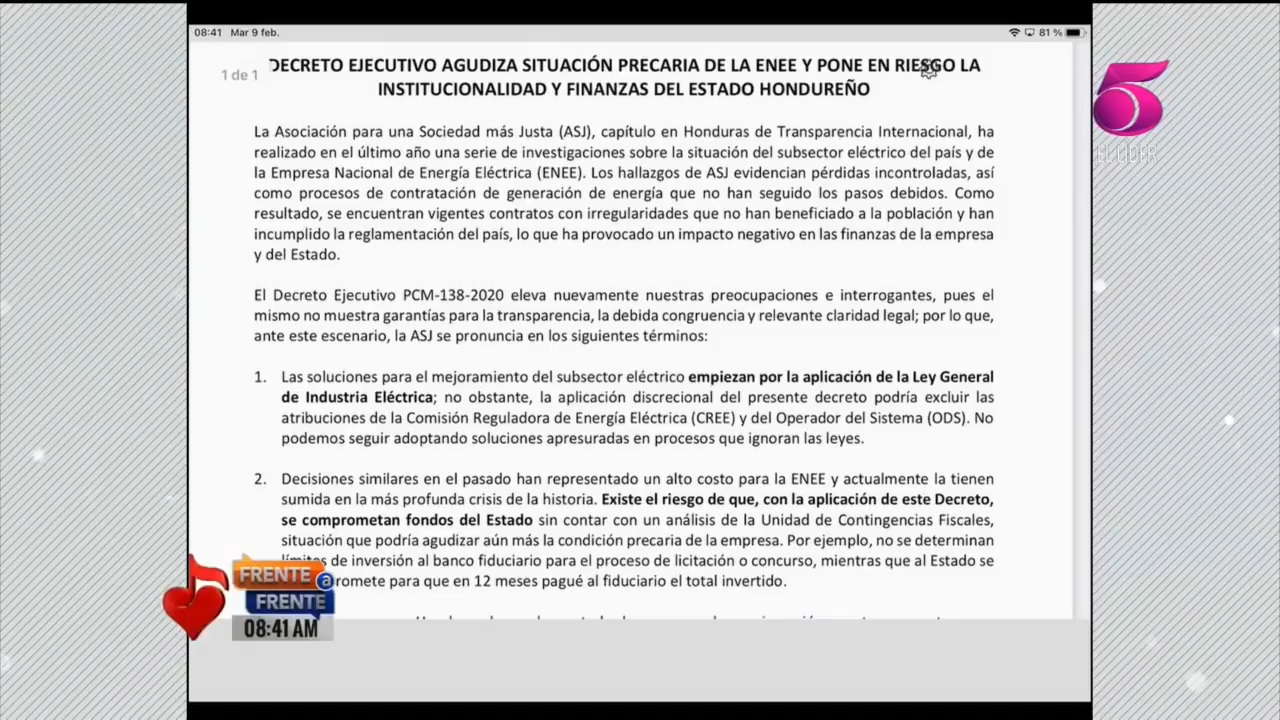 08:41 Mar 9 feb.
81 %
1 de 1
DECRETO EJECUTIVO AGUDIZA SITUACIÓN PRECARIA DE LA ENEE Y PONE EN RIESGO LA
INSTITUCIONALIDAD Y FINANZAS DEL ESTADO HONDUREÑO
5
EL LÍDER
La Asociación para una Sociedad más Justa (ASJ), capítulo en Honduras de Transparencia Internacional, ha
realizado en el último año una serie de investigaciones sobre la situación del subsector eléctrico del país y de
la Empresa Nacional de Energía Eléctrica (ENEE). Los hallazgos de ASJ evidencian pérdidas incontroladas, así
como procesos de contratación de generación de energía que no han seguido los pasos debidos. Como
resultado, se encuentran vigentes contratos con irregularidades que no han beneficiado a la población y han
incumplido la reglamentación del país, lo que ha provocado un impacto negativo en las finanzas de la empresa
y del Estado.
El Decreto Ejecutivo PCM-138-2020 eleva nuevamente nuestras preocupaciones e interrogantes, pues el
mismo no muestra garantías para la transparencia, la debida congruencia y relevante claridad legal; por lo que,
ante este escenario, la ASJ se pronuncia en los siguientes términos:
1. Las soluciones para el mejoramiento del subsector eléctrico empiezan por la aplicación de la Ley General
de Industria Eléctrica; no obstante, la aplicación discrecional del presente decreto podría excluir las
atribuciones de la Comisión Reguladora de Energía Eléctrica (CREE) y del Operador del Sistema (ODS). No
podemos seguir adoptando soluciones apresuradas en procesos que ignoran las leyes.
2. Decisiones similares en el pasado han representado un alto costo para la ENEE y actualmente la tienen
sumida en la más profunda crisis de la historia. Existe el riesgo de que, con la aplicación de este Decreto,
se comprometan fondos del Estado sin contar con un análisis de la Unidad de Contingencias Fiscales,
situación que podría agudizar aún más la condición precaria de la empresa. Por ejemplo, no se determinan
límites de inversión al banco fiduciario para el proceso de licitación o concurso, mientras que al Estado se
romete para que en 12 meses pagué al fiduciario el total invertido.
FRENTE a
FRENTE
08:41 AM